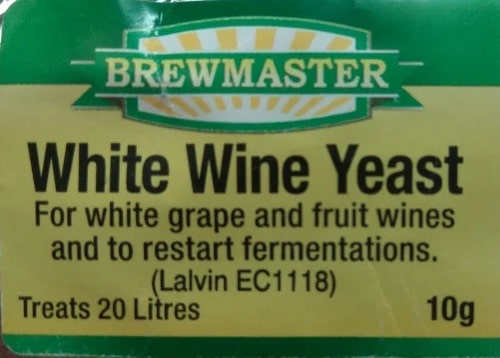 BREWMASTER
White Wine Yeast
For white grape and fruit wines
and to restart fermentations.
(Lalvin EC1118)
Treats 20 Litres 10g